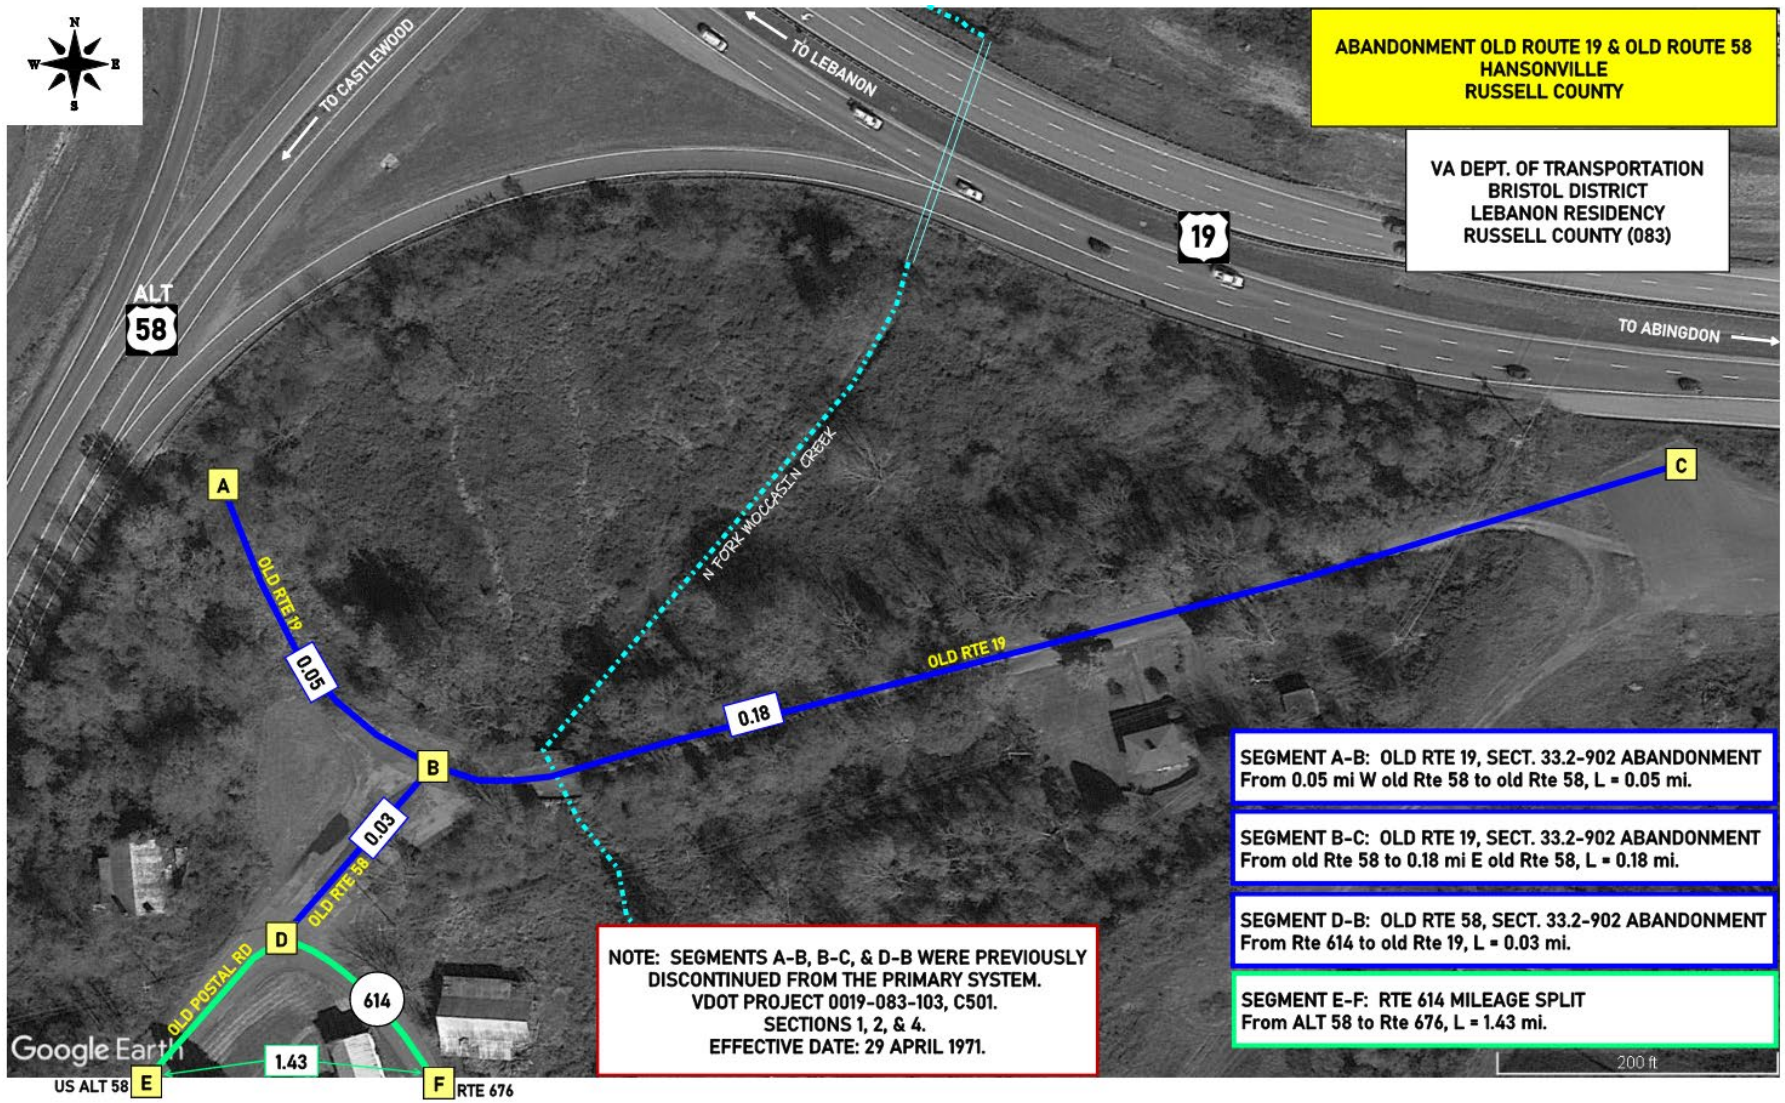 N
W
E
S
TO CASTLEWOOD
TO LEBANON
ABANDONMENT OLD ROUTE 19 & OLD ROUTE 58
HANSONVILLE
RUSSELL COUNTY
VA DEPT. OF TRANSPORTATION
BRISTOL DISTRICT
LEBANON RESIDENCY
RUSSELL COUNTY (083)
19
ALT
58
TO ABINGDON
N FORK MOCCASIN CREEK
A
C
OLD RTE 19
0.05
OLD RTE 19
0.18
B
0.03
OLD RTE 58
D
OLD POSTAL RD
614
SEGMENT A-B: OLD RTE 19, SECT. 33.2-902 ABANDONMENT
From 0.05 mi W old Rte 58 to old Rte 58, L = 0.05 mi.
SEGMENT B-C: OLD RTE 19, SECT. 33.2-902 ABANDONMENT
From old Rte 58 to 0.18 mi E old Rte 58, L = 0.18 mi.
SEGMENT D-B: OLD RTE 58, SECT. 33.2-902 ABANDONMENT
From Rte 614 to old Rte 19, L = 0.03 mi.
SEGMENT E-F: RTE 614 MILEAGE SPLIT
From ALT 58 to Rte 676, L = 1.43 mi.
NOTE: SEGMENTS A-B, B-C, & D-B WERE PREVIOUSLY
DISCONTINUED FROM THE PRIMARY SYSTEM.
VDOT PROJECT 0019-083-103, C501.
SECTIONS 1, 2, & 4.
EFFECTIVE DATE: 29 APRIL 1971.
Google Earth
1.43
200 ft
US ALT 58
E
F
RTE 676